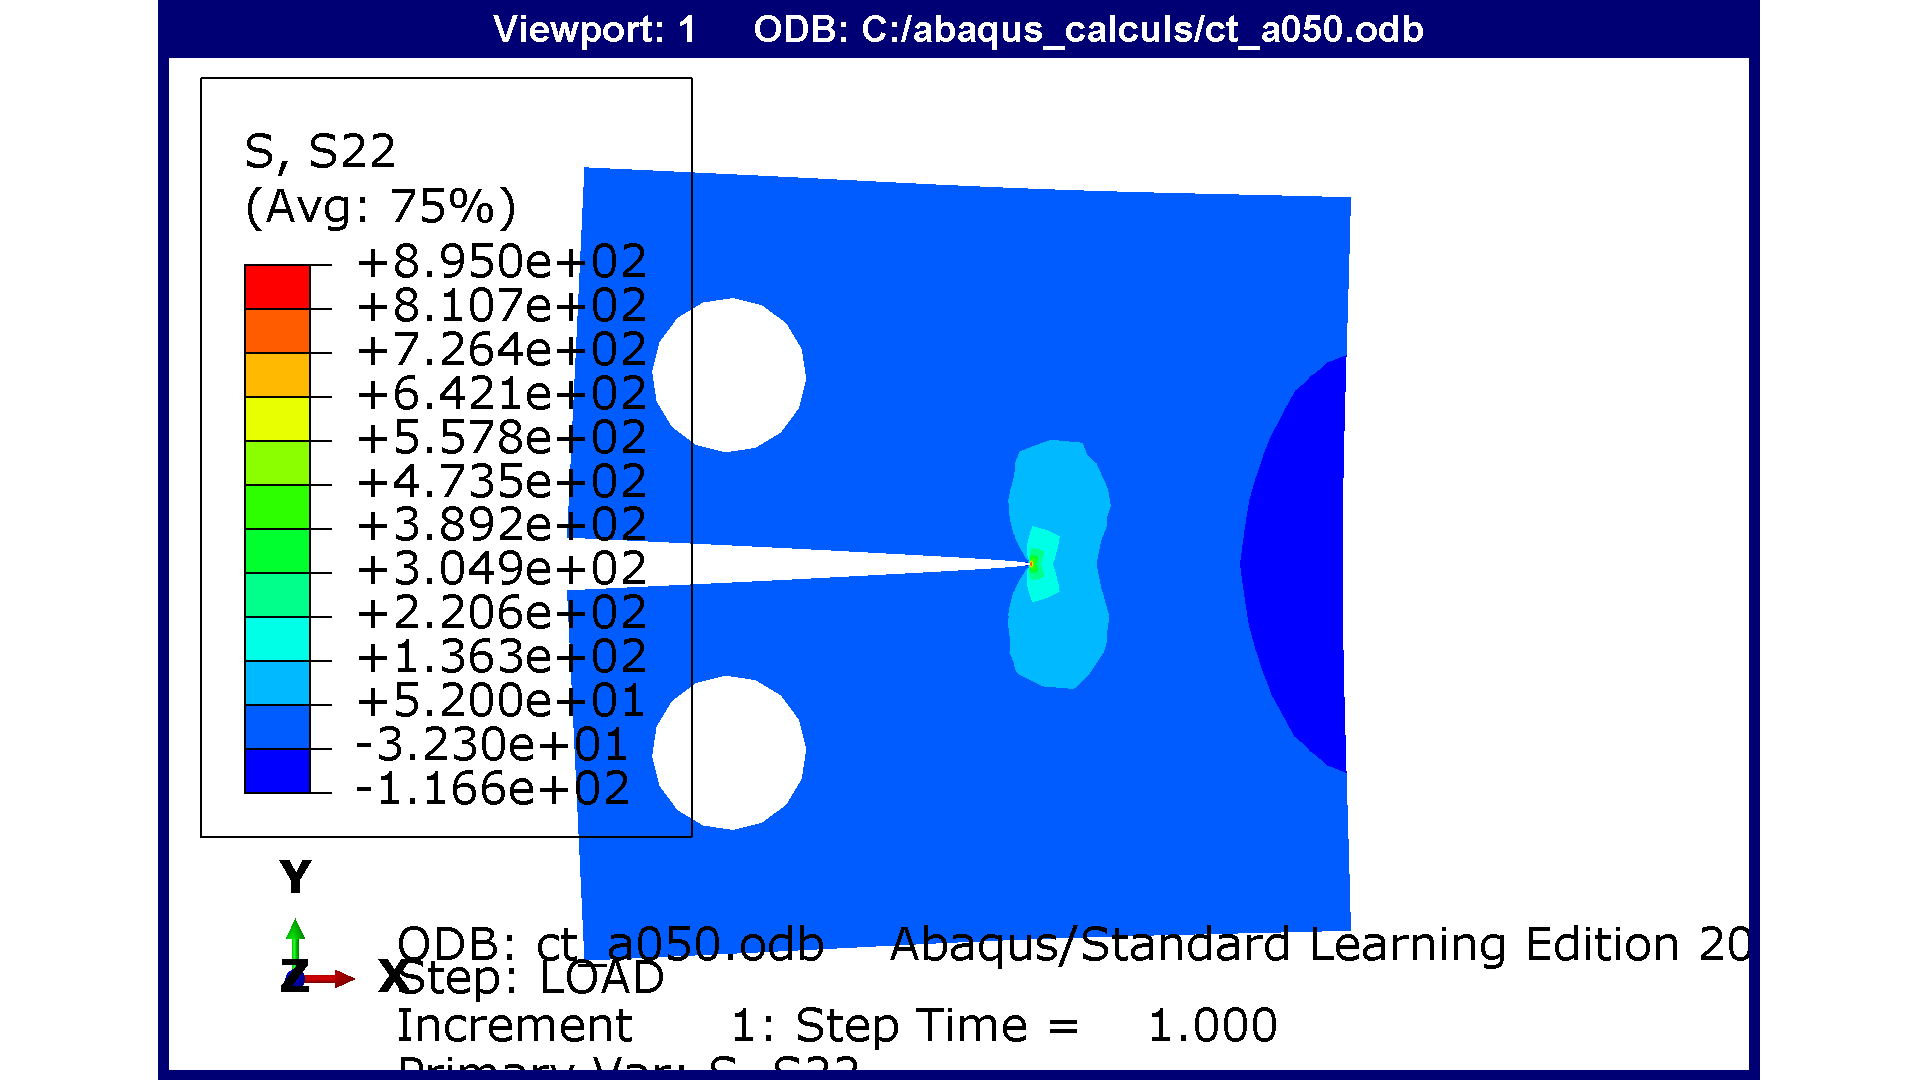 Viewport: 1 ODB: C:/abaqus_calculs/ct_a050.odb
S, S22
(Avg: 75%)
+8.950e+02
+8.107e+02
+7.264e+02
+6.421e+02
+5.578e+02
+4.735e+02
+3.892e+02
+3.049e+02
+2.206e+02
+1.363e+02
+5.200e+01
-3.230e+01
-1.166e+02
Y
Z X
ODB: ct_a050.odb Abaqus/Standard Learning Edition 20
Step: LOAD
Increment 1: Step Time = 1.000
Primary Var: S, S22